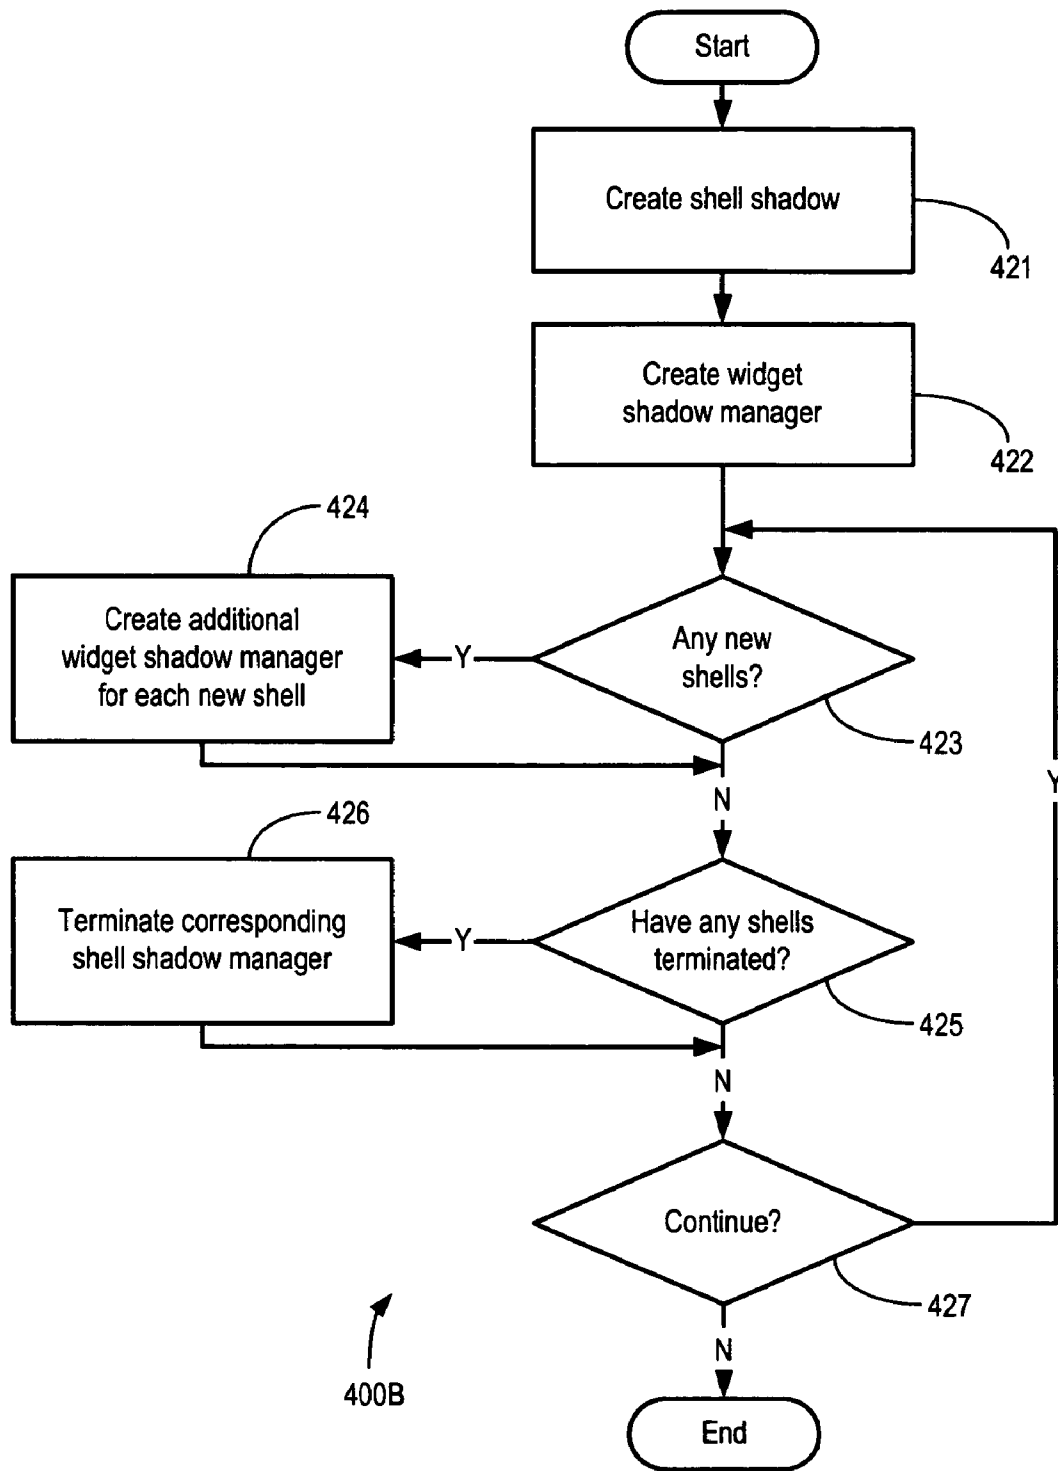 Start
Create shell shadow
421
Create widget
shadow manager
422
424
Create additional
widget shadow manager
for each new shell
Y
Any new
shells?
423
Y
N
426
Terminate corresponding
shell shadow manager
Y
Have any shells
terminated?
425
N
Continue?
427
N
400B
End